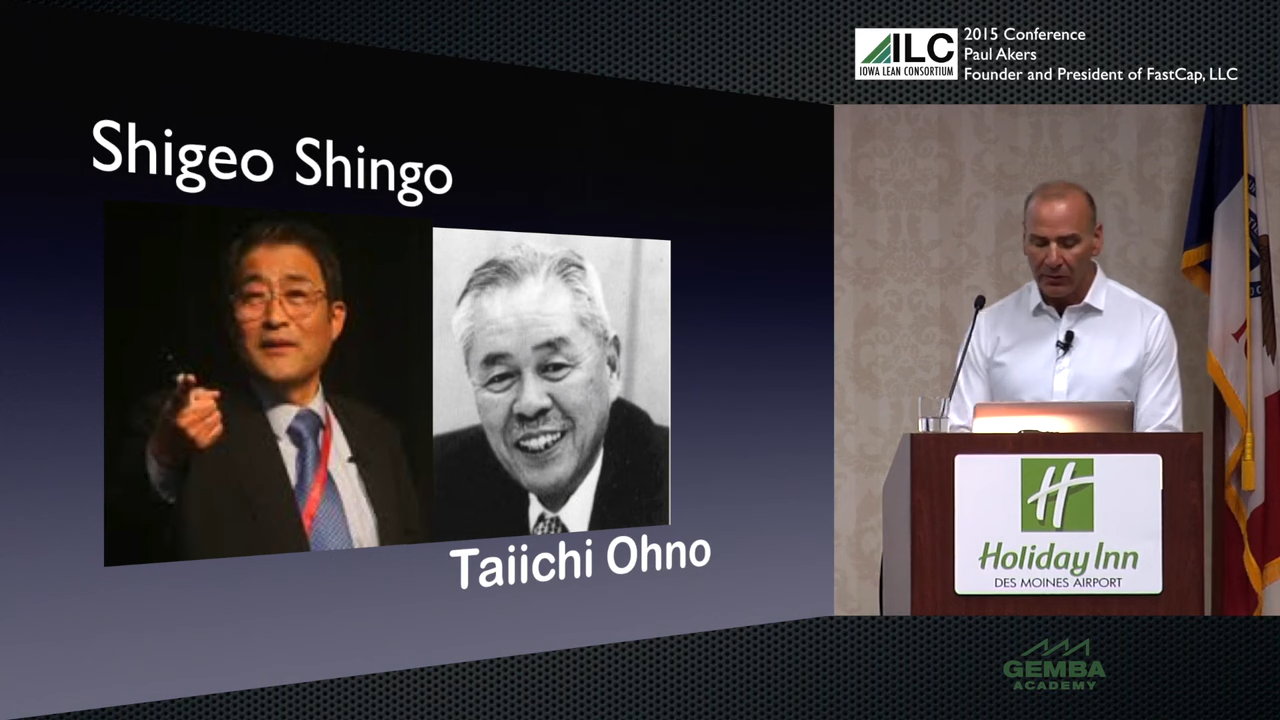 ILC
IOWA LEAN CONSORTIUM
2015 Conference
Paul Akers
Founder and President of FastCap, LLC
Shigeo Shingo
Taiichi Ohno
H
Holiday Inn
DES MOINES AIRPORT
GEMBA
ACADEMY